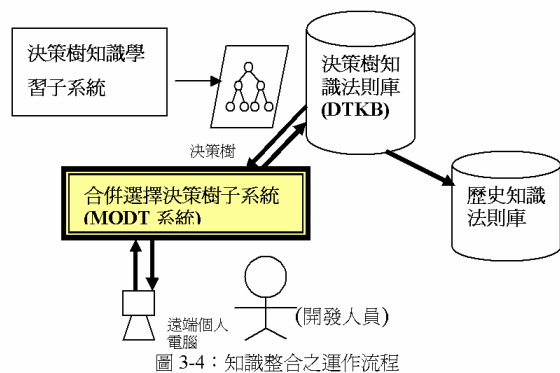 決策樹知識學
習子系統
決策樹知
識法則庫
(DTKB)
決策樹
合併選擇決策樹子系統
(MODT 系統)
歷史知識
法則庫
遠端個人
電腦
(開發人員)
圖 3-4：知識整合之運作流程